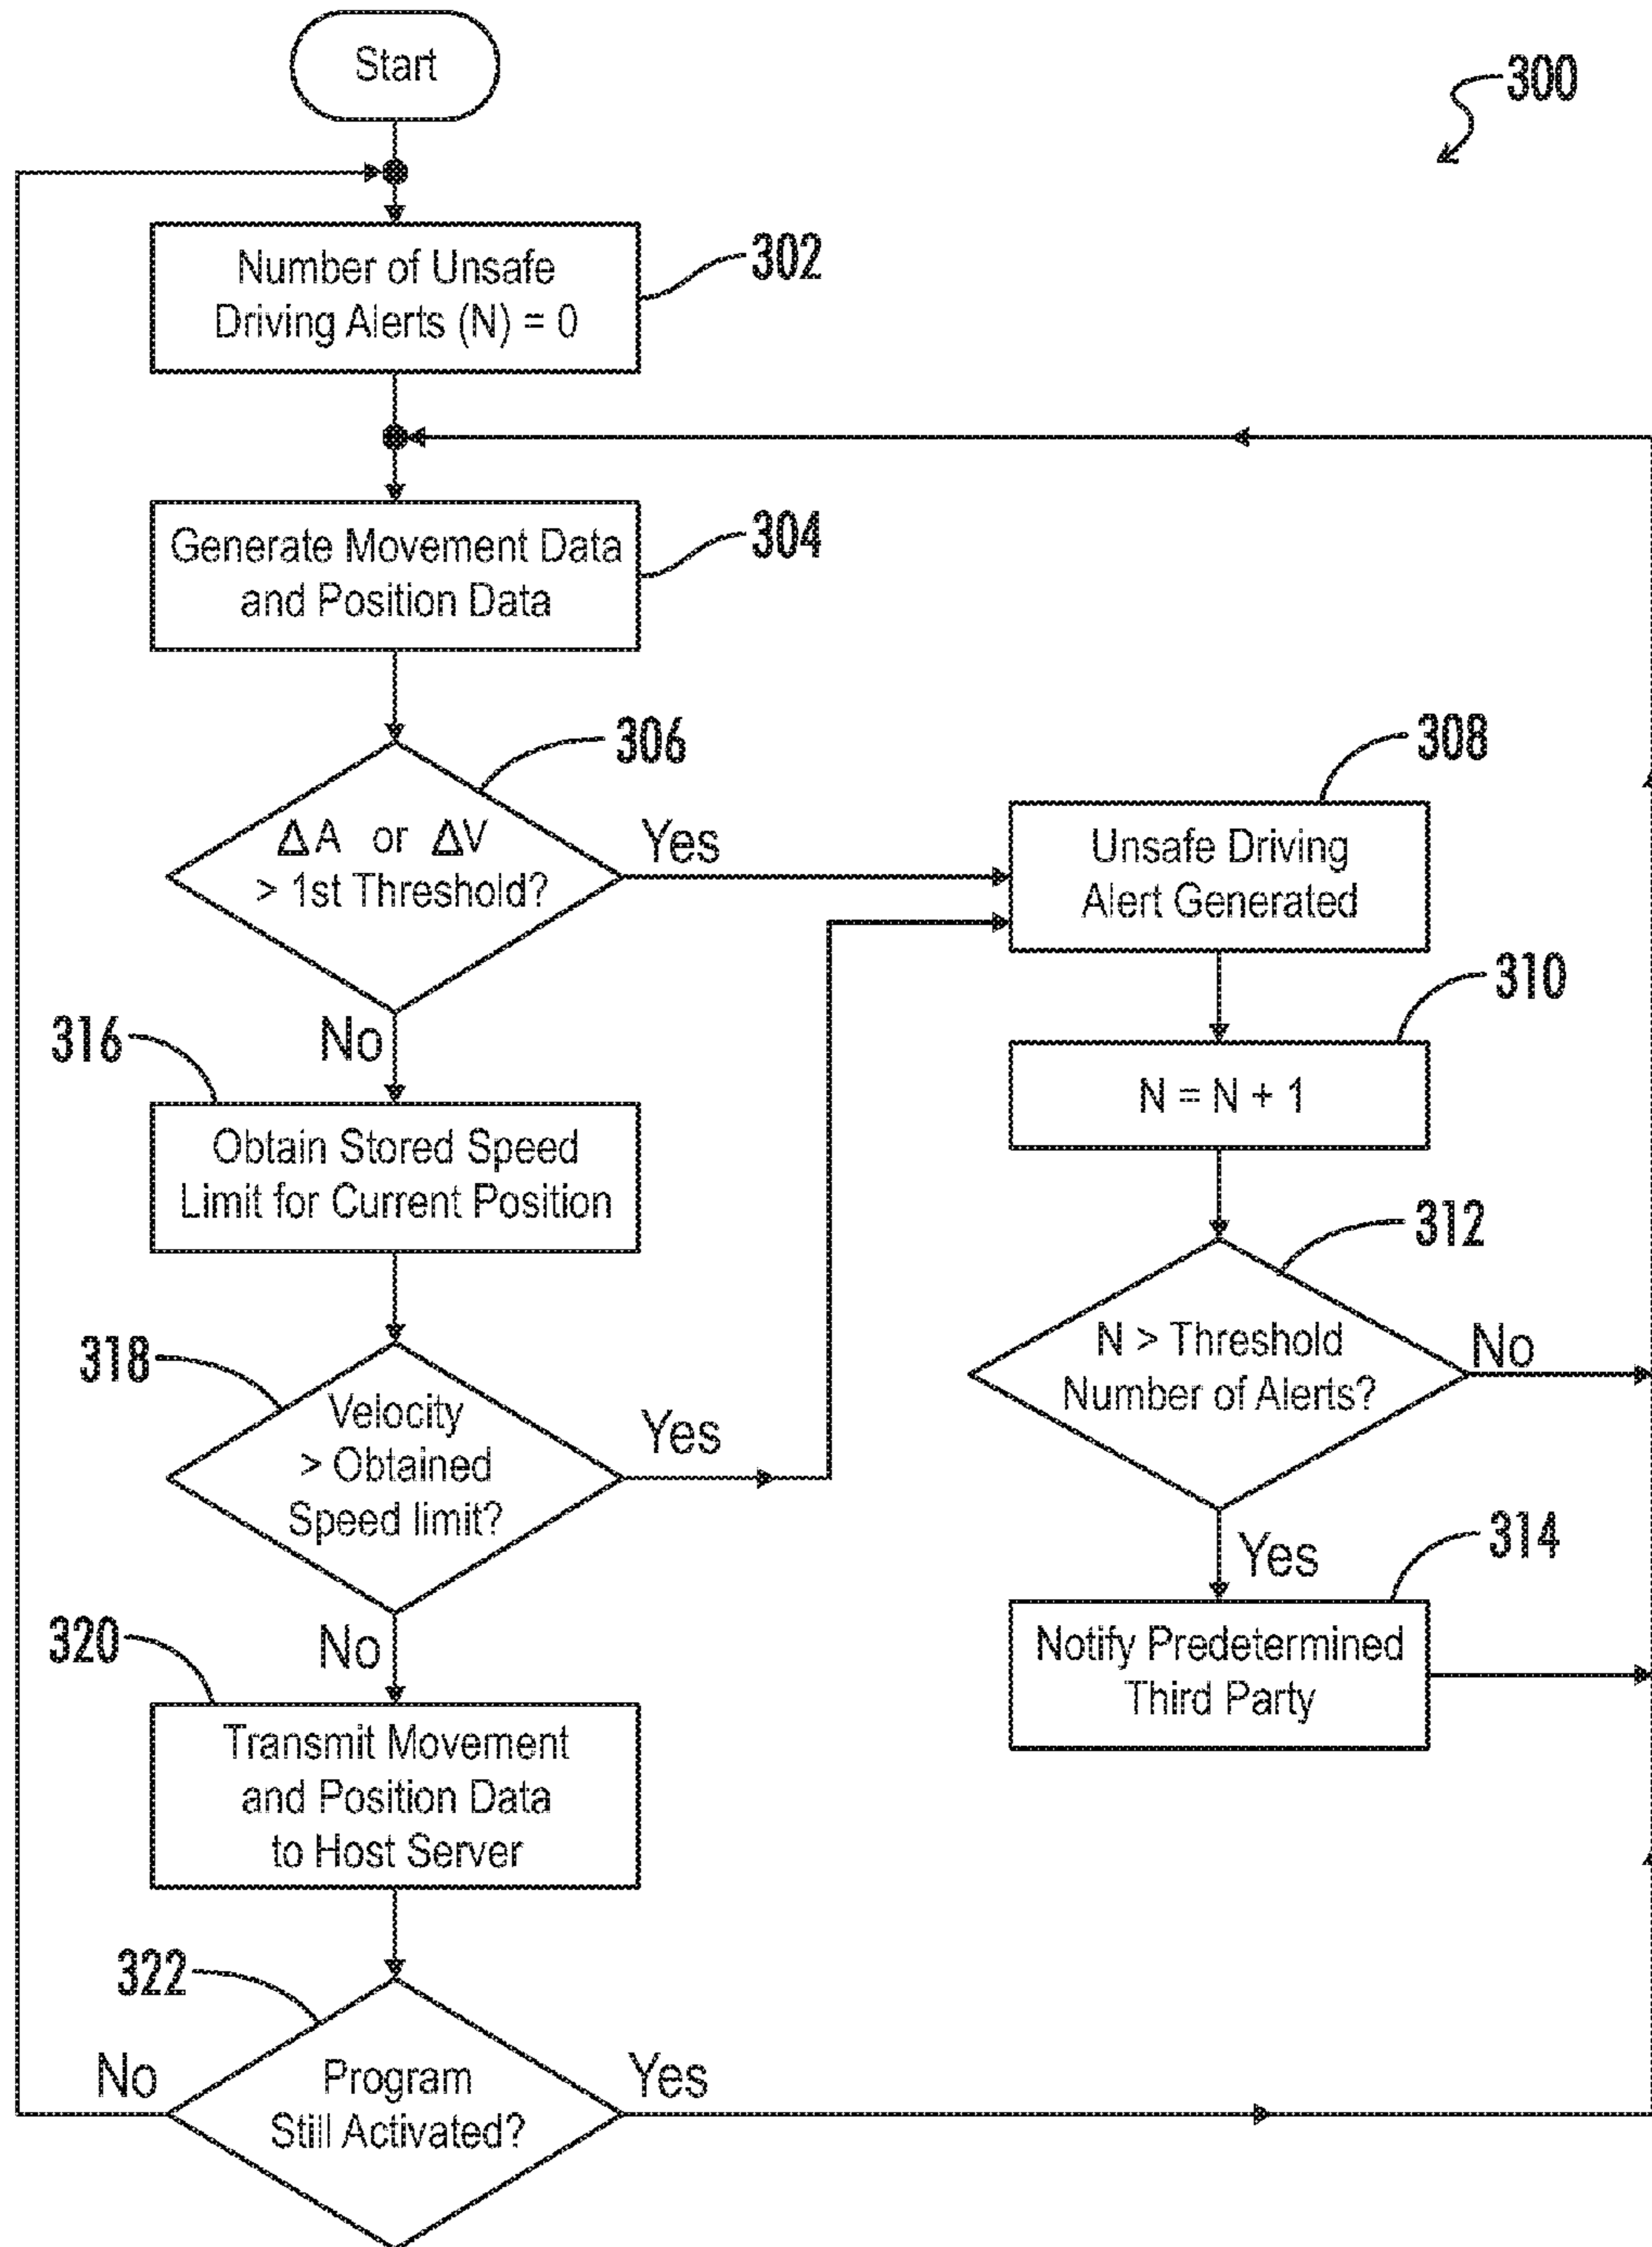 Start
300
Number of Unsafe
Driving Alerts (N) = 0
302
Generate Movement Data
and Position Data
304
306
ΔA or ΔV
> 1st Threshold?
Yes
No
308
Unsafe Driving
Alert Generated
310
N = N + 1
316
Obtain Stored Speed
Limit for Current Position
312
N > Threshold
Number of Alerts?
No
Yes
318
Velocity
> Obtained
Speed limit?
Yes
No
314
Notify Predetermined
Third Party
320
Transmit Movement
and Position Data
to Host Server
322
Program
Still Activated?
No
Yes